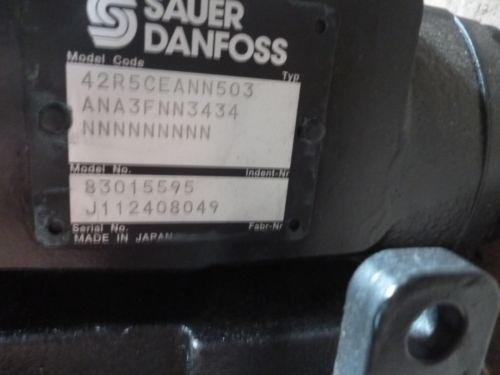 SAUER
DANFOSS
Model Code Typ
42R5CEANN503
ANA3FNN3434
NNNNNNNNNN
Model No. Indent-Nr
83015595
J112408049
Serial No. Fabr-Nr
MADE IN JAPAN